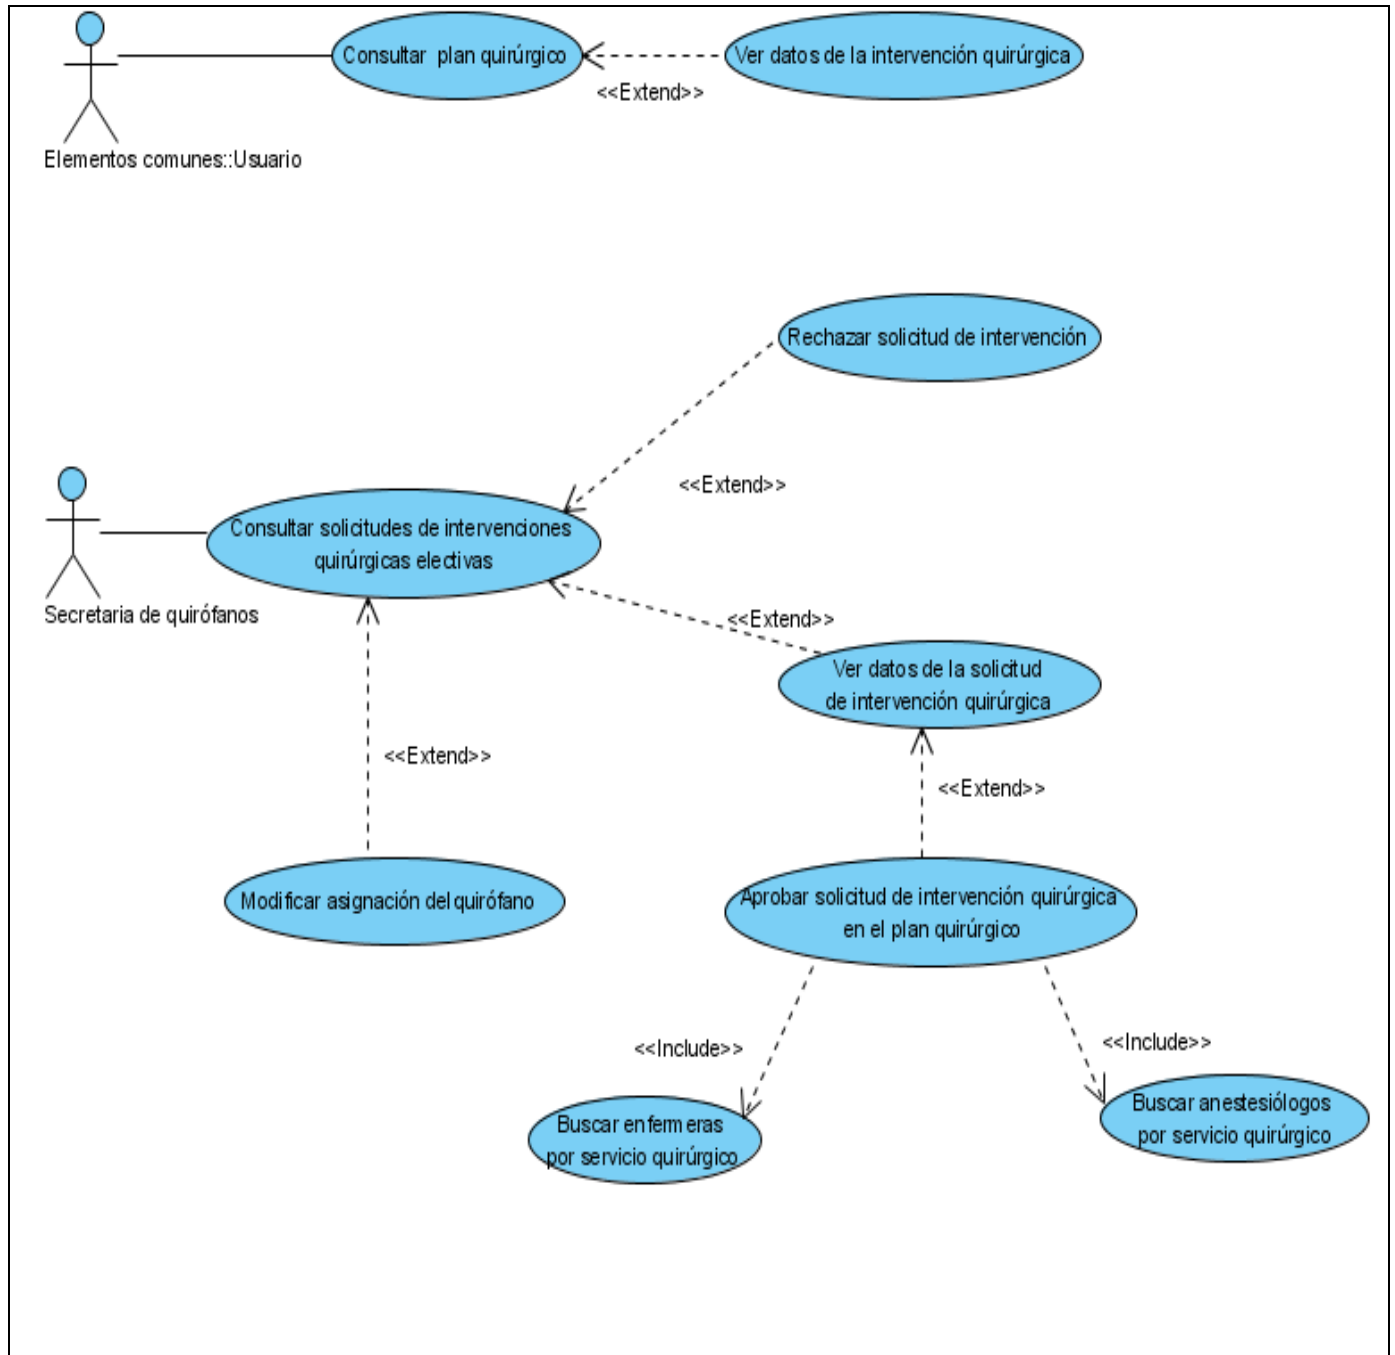 Consultar plan quirúrgico
Ver datos de la intervención quirúrgica
<<Extend>>
Elementos comunes::Usuario
Rechazar solicitud de intervención
<<Extend>>
Consultar solicitudes de intervenciones
quirúrgicas electivas
Secretaria de quirófanos
<<Extend>>
Ver datos de la solicitud
de intervención quirúrgica
<<Extend>>
<<Extend>>
Modificar asignación del quirófano
Aprobar solicitud de intervención quirúrgica
en el plan quirúrgico
<<Include>>
<<Include>>
Buscar enfermeras
por servicio quirúrgico
Buscar anestesiólogos
por servicio quirúrgico